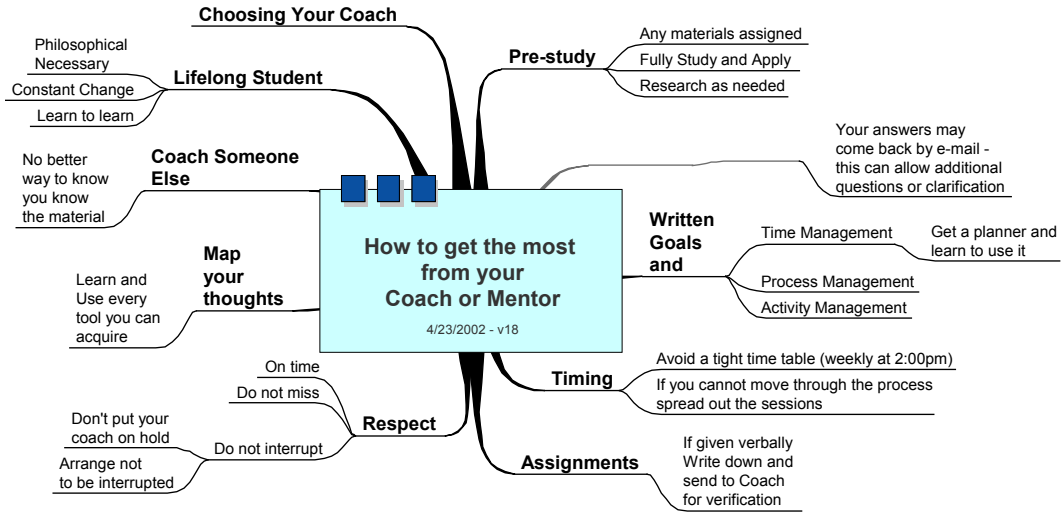 Choosing Your Coach
Pre-study
Any materials assigned
Fully Study and Apply
Research as needed
Philosophical
Necessary
Constant Change
Learn to learn
Lifelong Student
Your answers may
come back by e-mail -
this can allow additional
questions or clarification
No better
way to know
you know
the material
Coach Someone
Else
How to get the most
from your
Coach or Mentor
4/23/2002 - v18
Written
Goals
and
Time Management
Get a planner and
learn to use it
Process Management
Activity Management
Learn and
Use every
tool you can
acquire
Map
your
thoughts
Timing
Avoid a tight time table (weekly at 2:00pm)
If you cannot move through the process
spread out the sessions
On time
Do not miss
Respect
Don't put your
coach on hold
Do not interrupt
Arrange not
to be interrupted
Assignments
If given verbally
Write down and
send to Coach
for verification